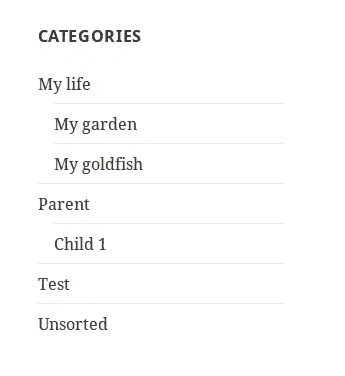 CATEGORIES
My life
My garden
My goldfish
Parent
Child 1
Test
Unsorted